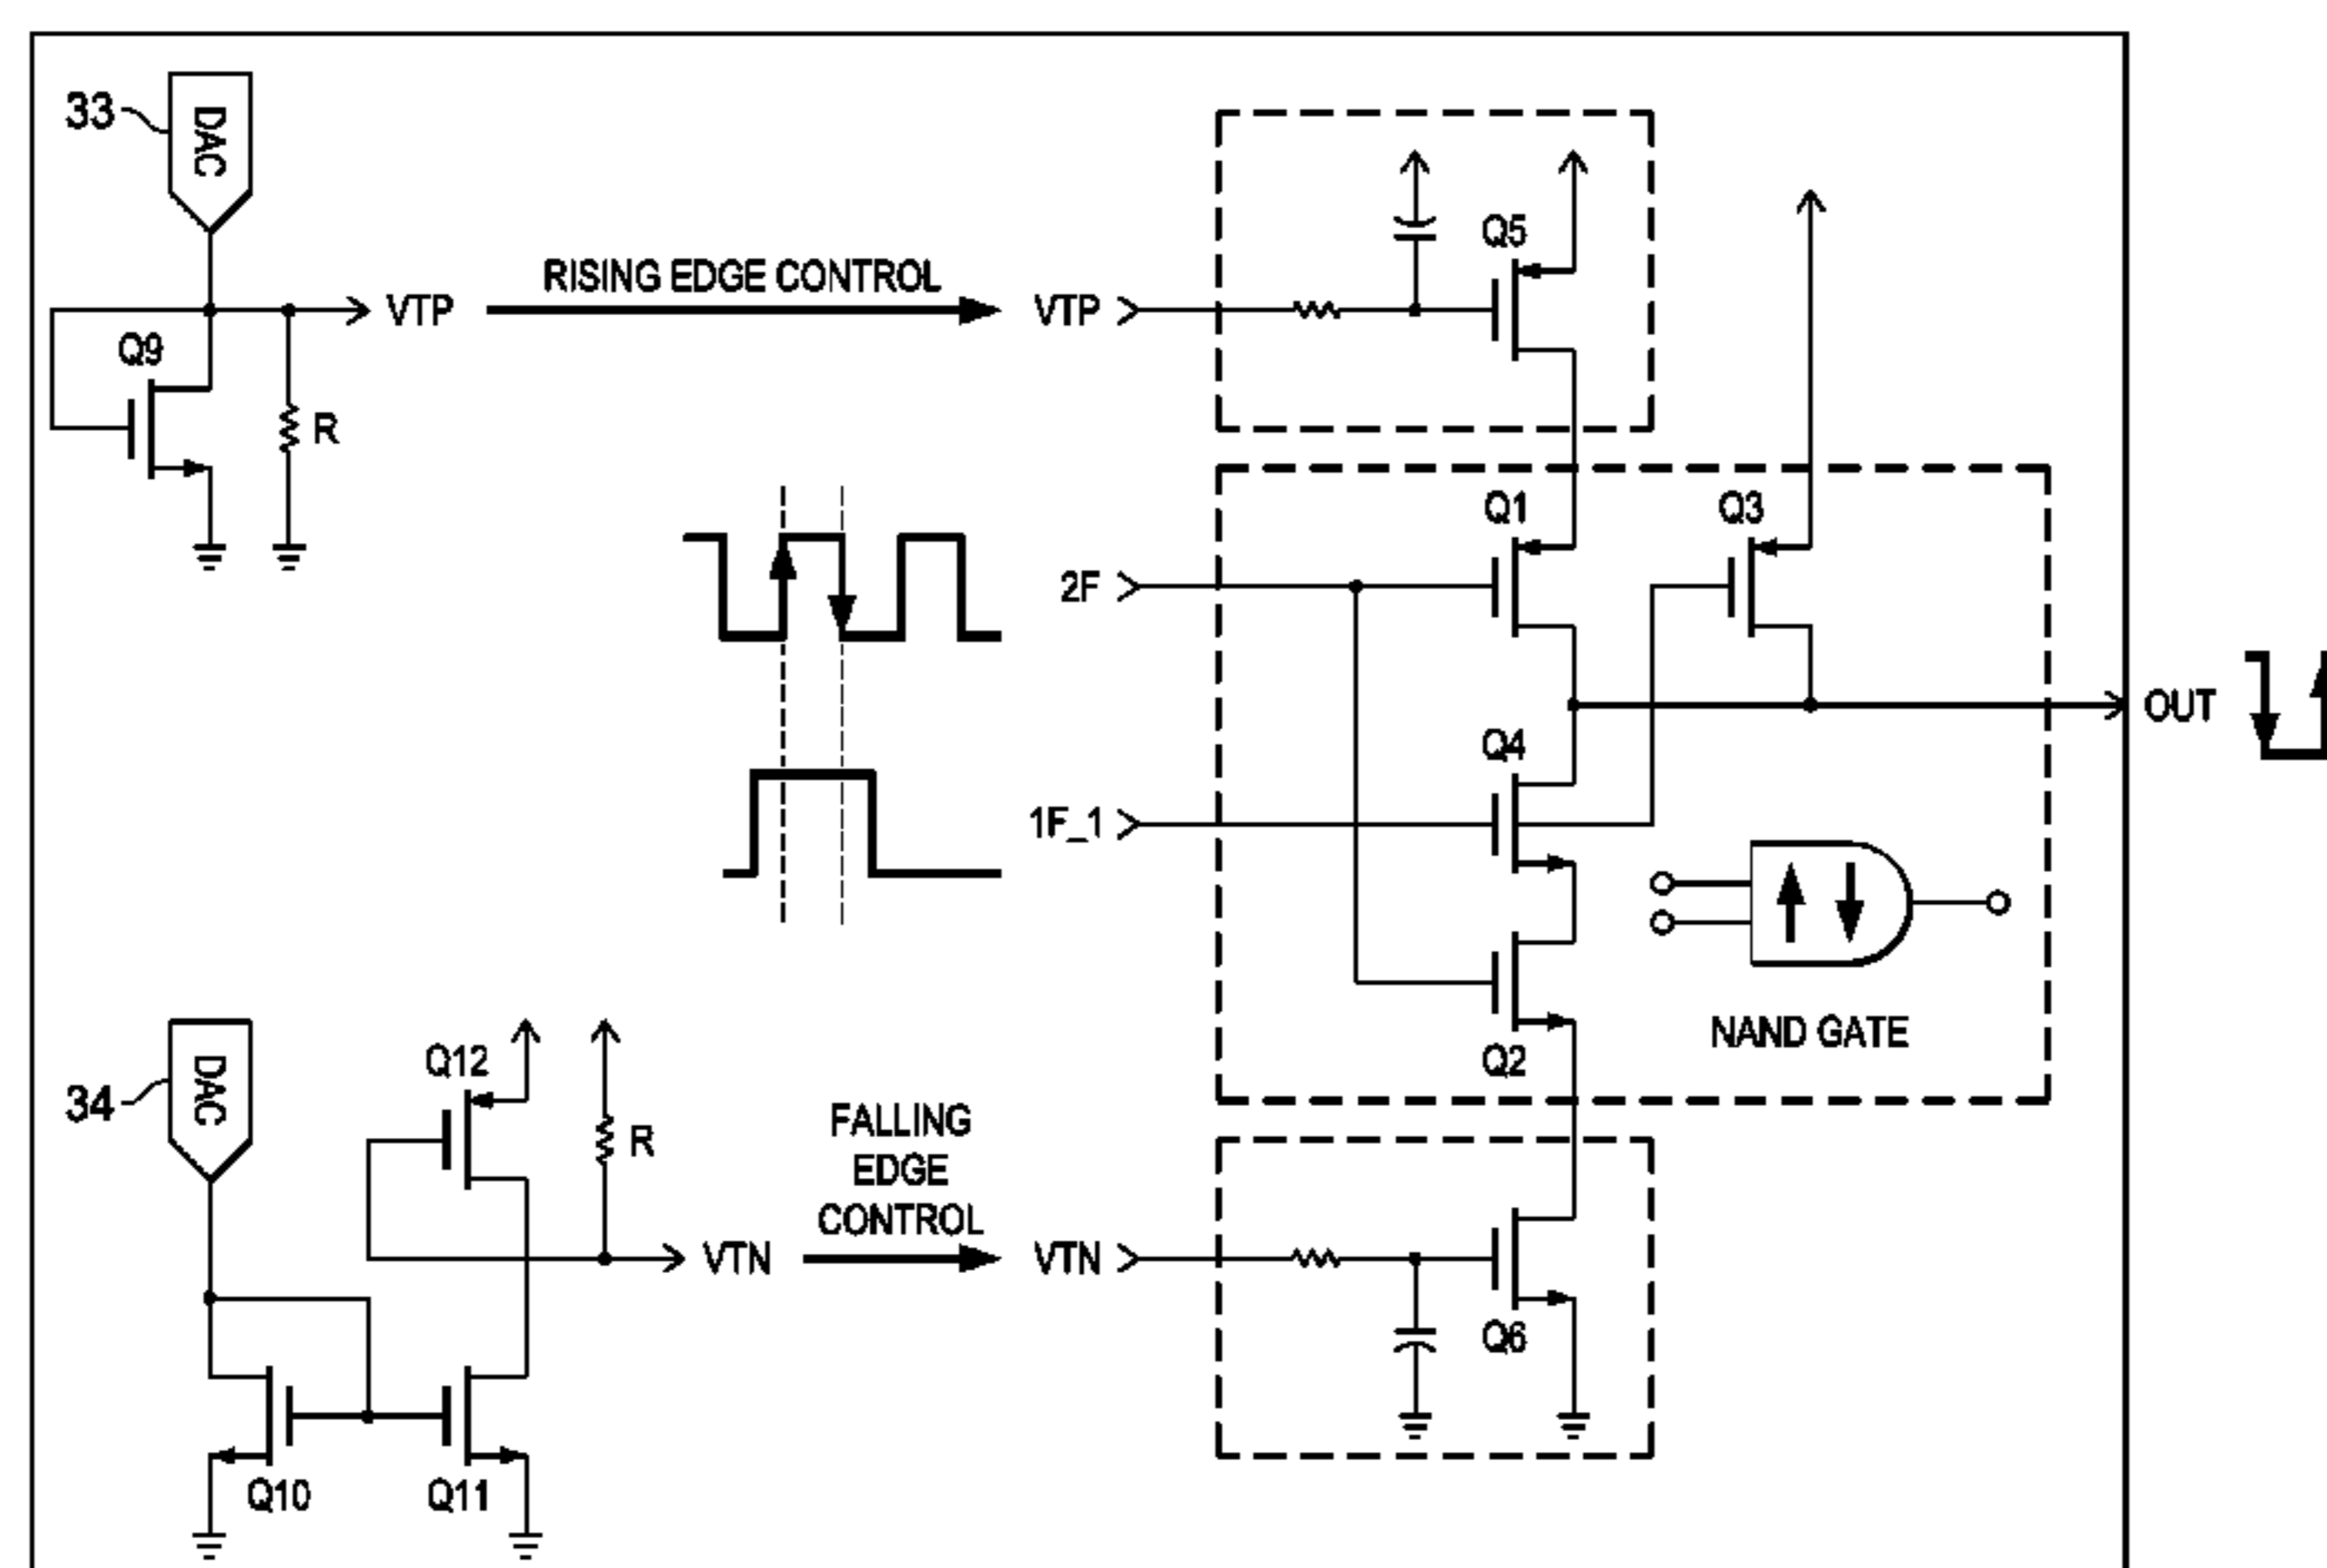 33
DAC
VTP
RISING EDGE CONTROL
VTP
Q5
Q9
R
Q1
Q3
2F
OUT
Q4
1F_1
NAND GATE
Q2
34
DAC
Q12
R
FALLING
EDGE
CONTROL
VTN
VTN
Q6
Q10
Q11